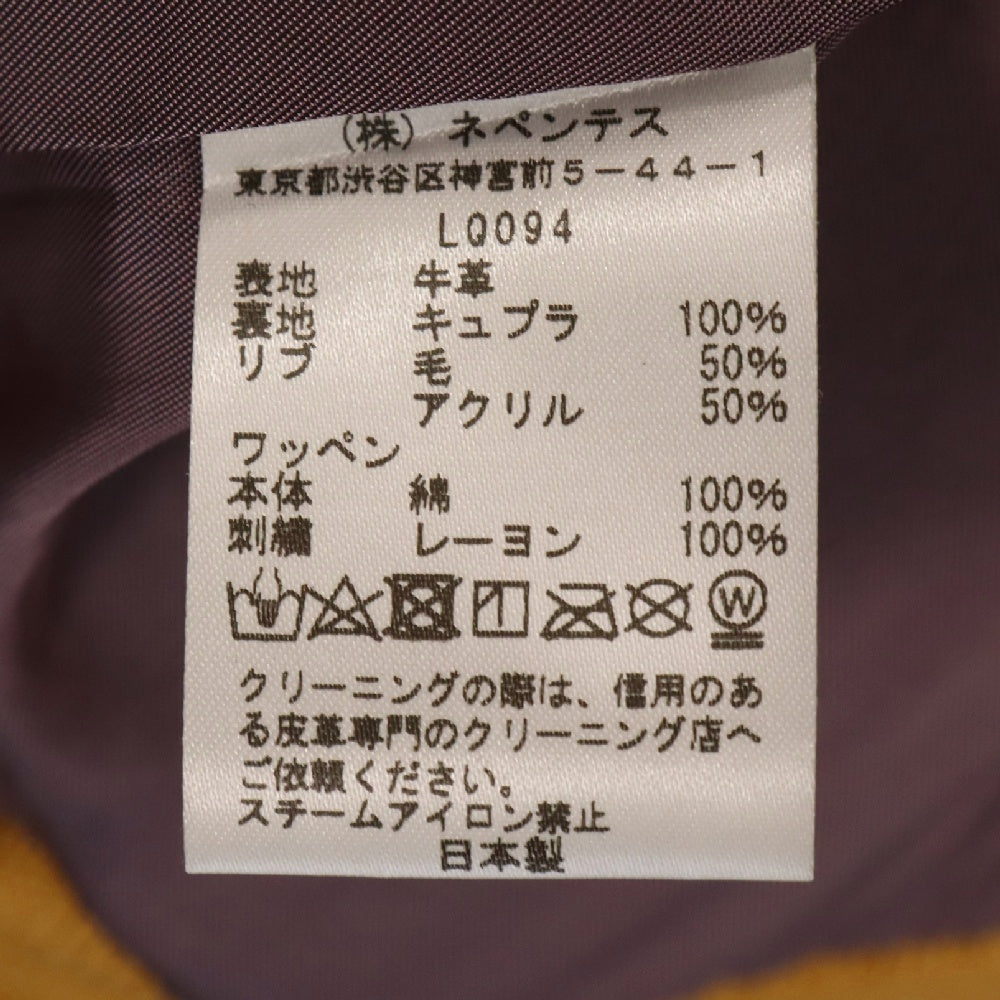 （株）ネペンテス
東京都渋谷区神宮前５－４４－１
LQ094
表地 牛革
裏地 キュプラ 100%
リブ 毛 50%
アクリル 50%
ワッペン
本体 綿 100%
刺繍 レーヨン 100%
W
クリーニングの際は、信用のあ
る皮革専門のクリーニング店へ
ご依頼ください。
スチームアイロン禁止
日本製